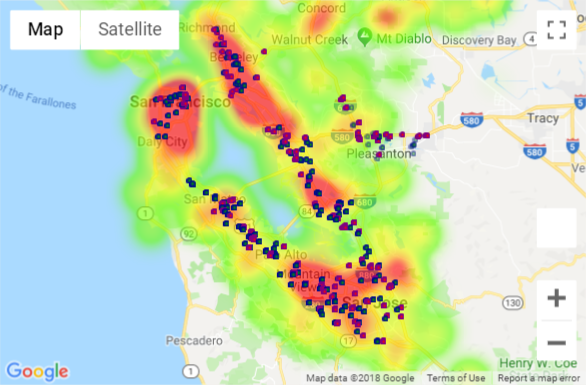 Map Satellite
Concord
Richmond
Walnut Creek
Mt Diablo
Discovery Bay
4
Berkeley
of the Farallones
San Francisco
580
5
Tracy
580
Daly City
Pleasanton
580
5
San
84
680
1
92
Palo Alto
Mountain View
San Jose
130
17
Pescadero
1
Henry W. Coe
Google
Map data ©2018 Google Terms of Use Report a map error